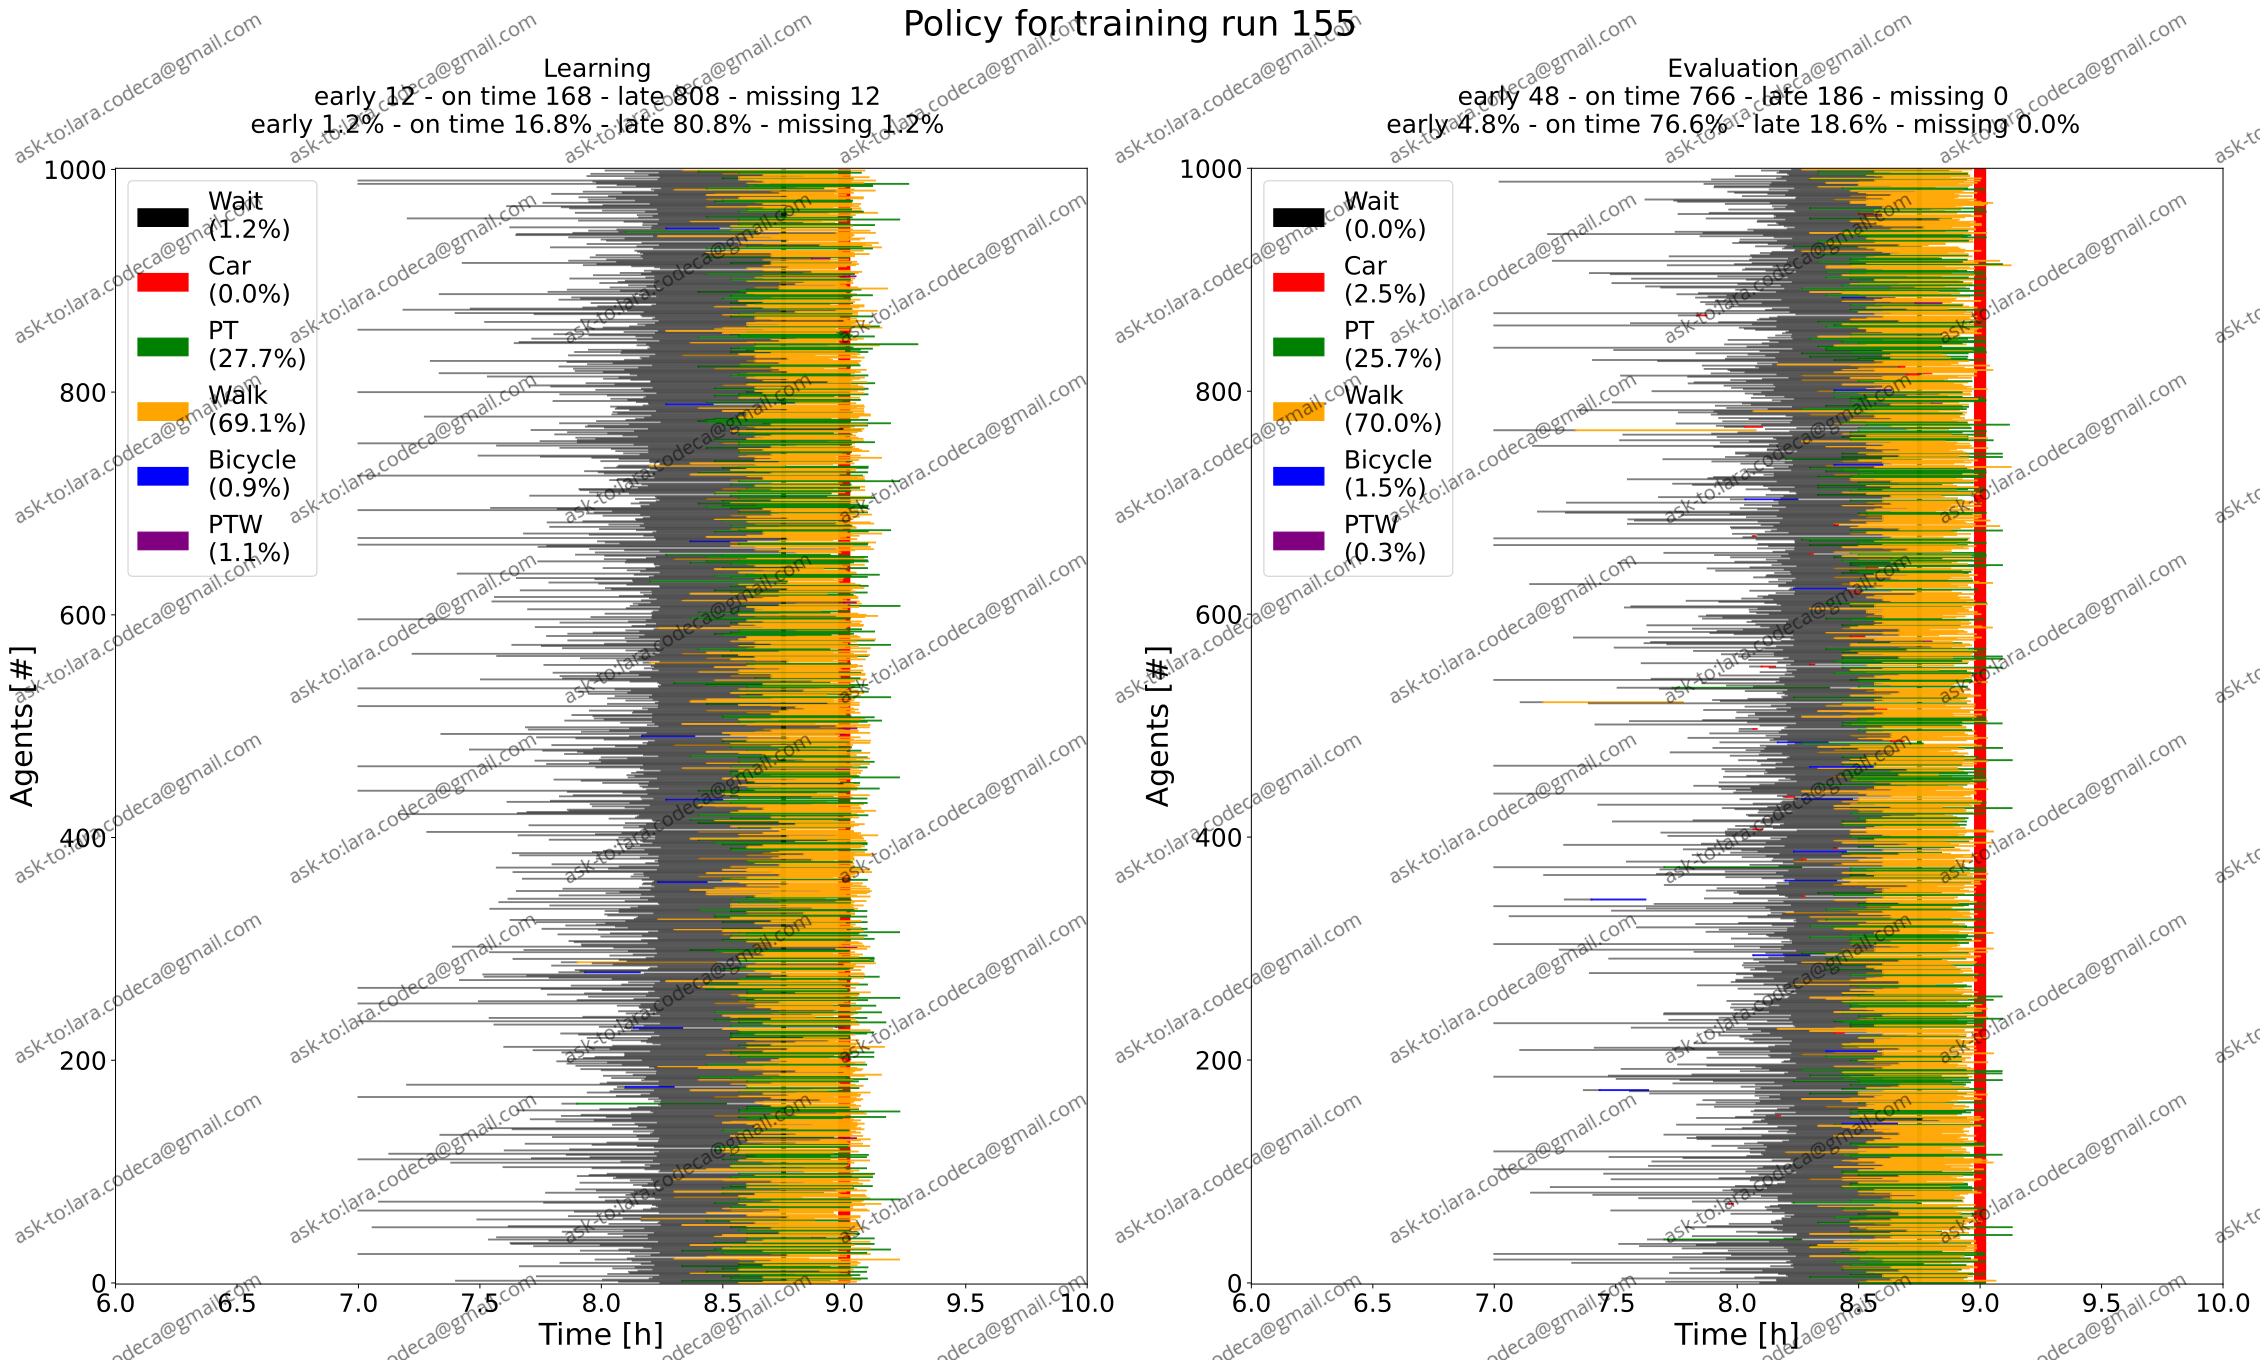 Policy for training run 155
Learning
early 12 - on time 168 - late 808 - missing 12
early 1.2% - on time 16.8% - late 80.8% - missing 1.2%
Agents [#]
1000
800
600
400
200
0
Wait
(1.2%)
Car
(0.0%)
PT
(27.7%)
Walk
(69.1%)
Bicycle
(0.9%)
PTW
(1.1%)
6.0 6.5 7.0 7.5 8.0 8.5 9.0 9.5 10.0
Time [h]
Evaluation
early 48 - on time 766 - late 186 - missing 0
early 4.8% - on time 76.6% - late 18.6% - missing 0.0%
Agents [#]
1000
800
600
400
200
0
Wait
(0.0%)
Car
(2.5%)
PT
(25.7%)
Walk
(70.0%)
Bicycle
(1.5%)
PTW
(0.3%)
6.0 6.5 7.0 7.5 8.0 8.5 9.0 9.5 10.0
Time [h]
ask-to:lara.codeca@gmail.com